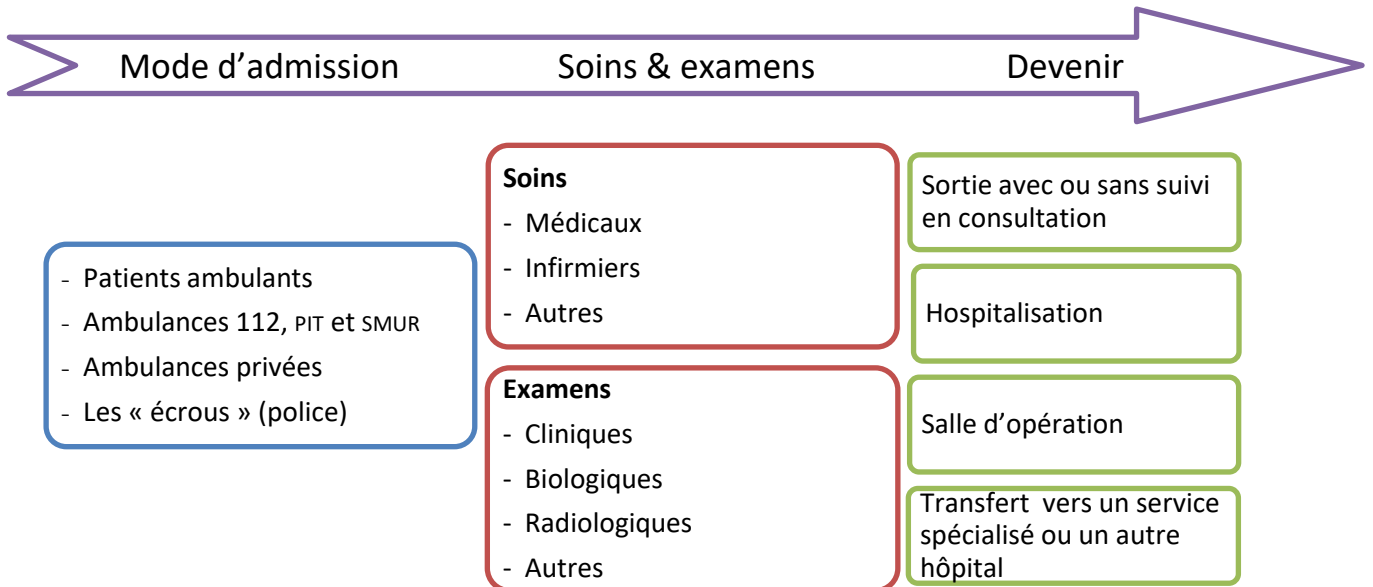 Mode d’admission
Soins & examens
Devenir
- Patients ambulants
- Ambulances 112, PIT et SMUR
- Ambulances privées
- Les « écrous » (police)
Soins
- Médicaux
- Infirmiers
- Autres
Examens
- Cliniques
- Biologiques
- Radiologiques
- Autres
Sortie avec ou sans suivi
en consultation
Hospitalisation
Salle d’opération
Transfert vers un service
spécialisé ou un autre
hôpital